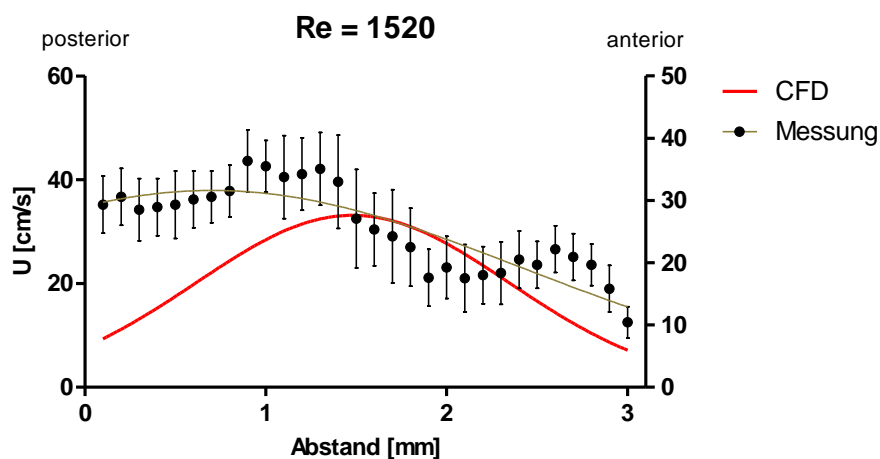 Re = 1520
posterior
anterior
60
40
20
0
U [cm/s]
50
40
30
20
10
0
0
1
2
3
Abstand [mm]
CFD
Messung